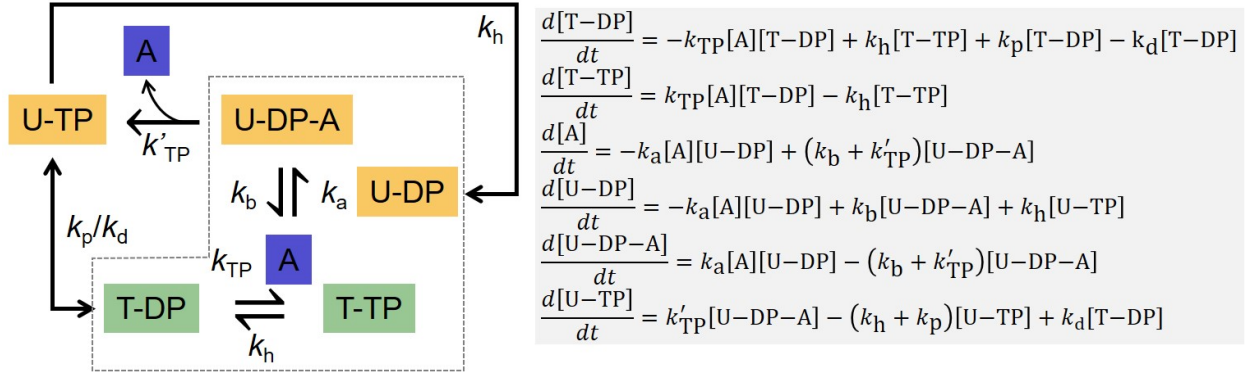 k_h
A
U-TP
U-DP-A
k'_TP
k_b
k_a
U-DP
k_p/k_d
A
k_TP
T-DP
T-TP
k_h
d[T−DP]/dt = −k_TP[A][T−DP] + k_h[T−TP] + k_p[T−DP] − k_d[T−DP]
d[T−TP]/dt = k_TP[A][T−DP] − k_h[T−TP]
d[A]/dt = −k_a[A][U−DP] + (k_b + k'_TP)[U−DP−A]
d[U−DP]/dt = −k_a[A][U−DP] + k_b[U−DP−A] + k_h[U−TP]
d[U−DP−A]/dt = k_a[A][U−DP] − (k_b + k'_TP)[U−DP−A]
d[U−TP]/dt = k'_TP[U−DP−A] − (k_h + k_p)[U−TP] + k_d[T−DP]